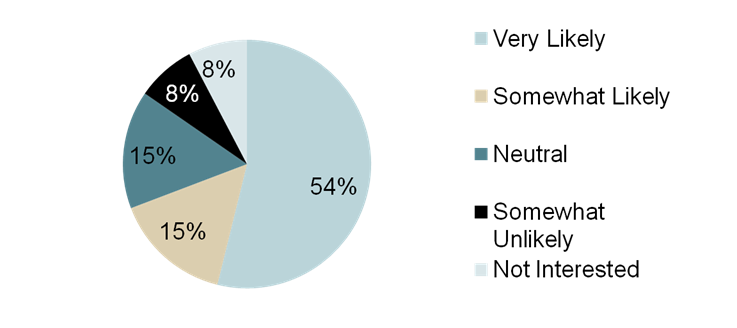 8%
8%
15%
54%
15%
Very Likely
Somewhat Likely
Neutral
Somewhat
Unlikely
Not Interested